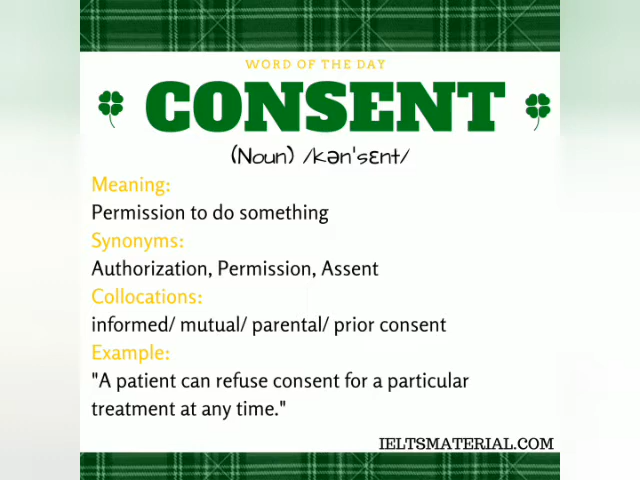 WORD OF THE DAY
CONSENT
(Noun) /kən'sɛnt/
Meaning:
Permission to do something
Synonyms:
Authorization, Permission, Assent
Collocations:
informed/ mutual/ parental/ prior consent
Example:
"A patient can refuse consent for a particular
treatment at any time."
IELTSMATERIAL.COM